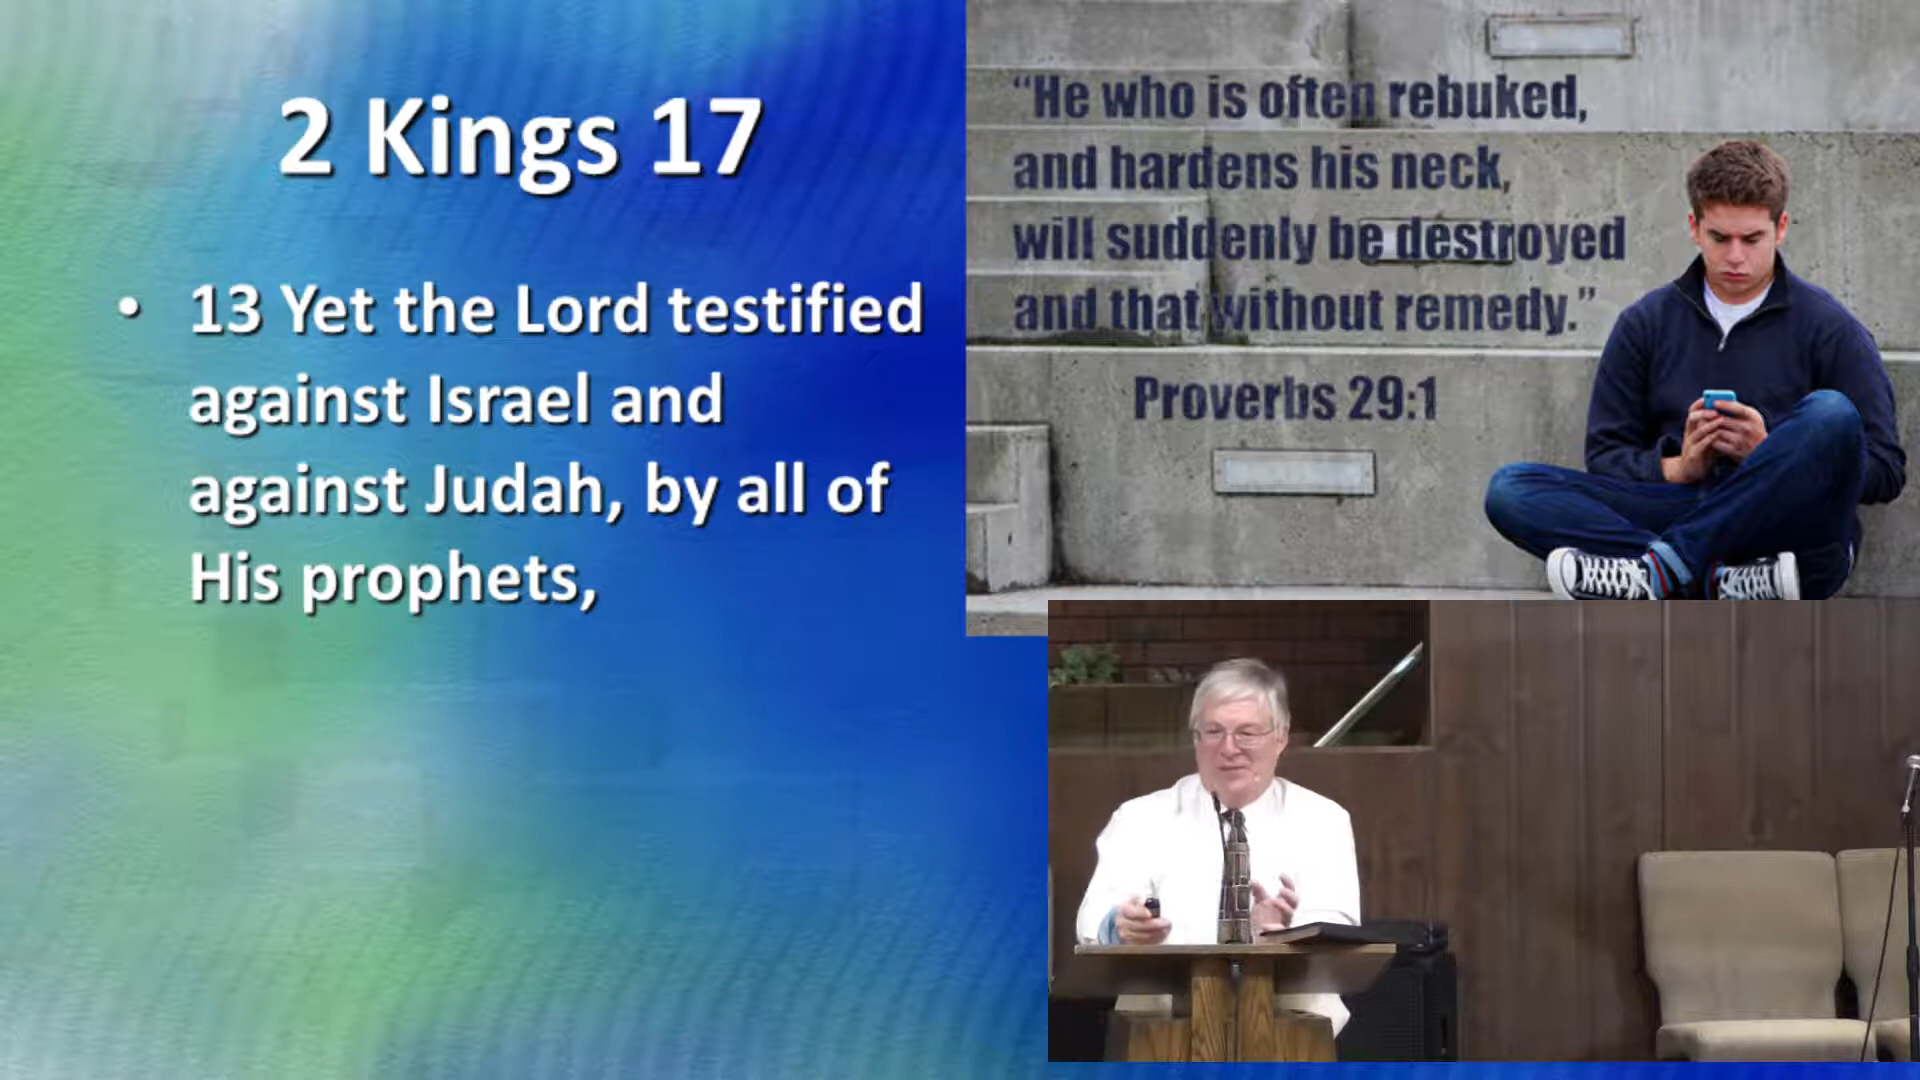 2 Kings 17
• 13 Yet the Lord testified
against Israel and
against Judah, by all of
His prophets,
“He who is often rebuked,
and hardens his neck,
will suddenly be destroyed
and that without remedy.”
Proverbs 29:1